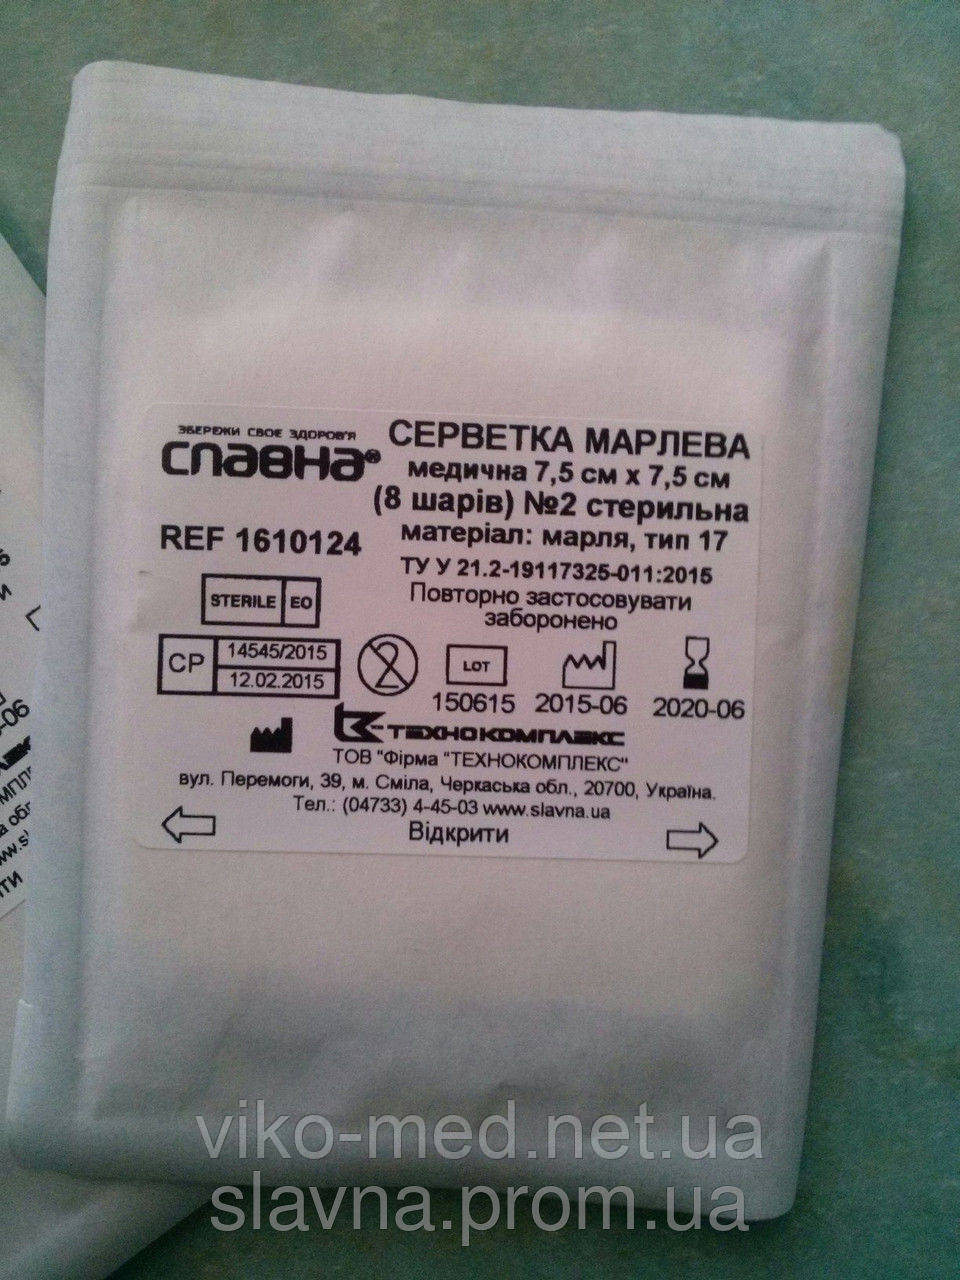 ЗБЕРЕЖИ СВОЄ ЗДОРОВ'Я
СЛАВНА®
СЕРВЕТКА МАРЛЕВА
медична 7,5 см х 7,5 см
(8 шарів) №2 стерильна
матеріал: марля, тип 17
REF 1610124
ТУ У 21.2-19117325-011:2015
Повторно застосовувати
заборонено
STERILE EO
СР 14545/2015
12.02.2015
2
LOT
150615 2015-06 2020-06
ТЕХНОКОМПЛЕКС
ТОВ "Фірма "ТЕХНОКОМПЛЕКС"
вул. Перемоги, 39, м. Сміла, Черкаська обл., 20700, Україна.
Тел.: (04733) 4-45-03 www.slavna.ua
Відкрити
viko-med.net.ua
slavna.prom.ua